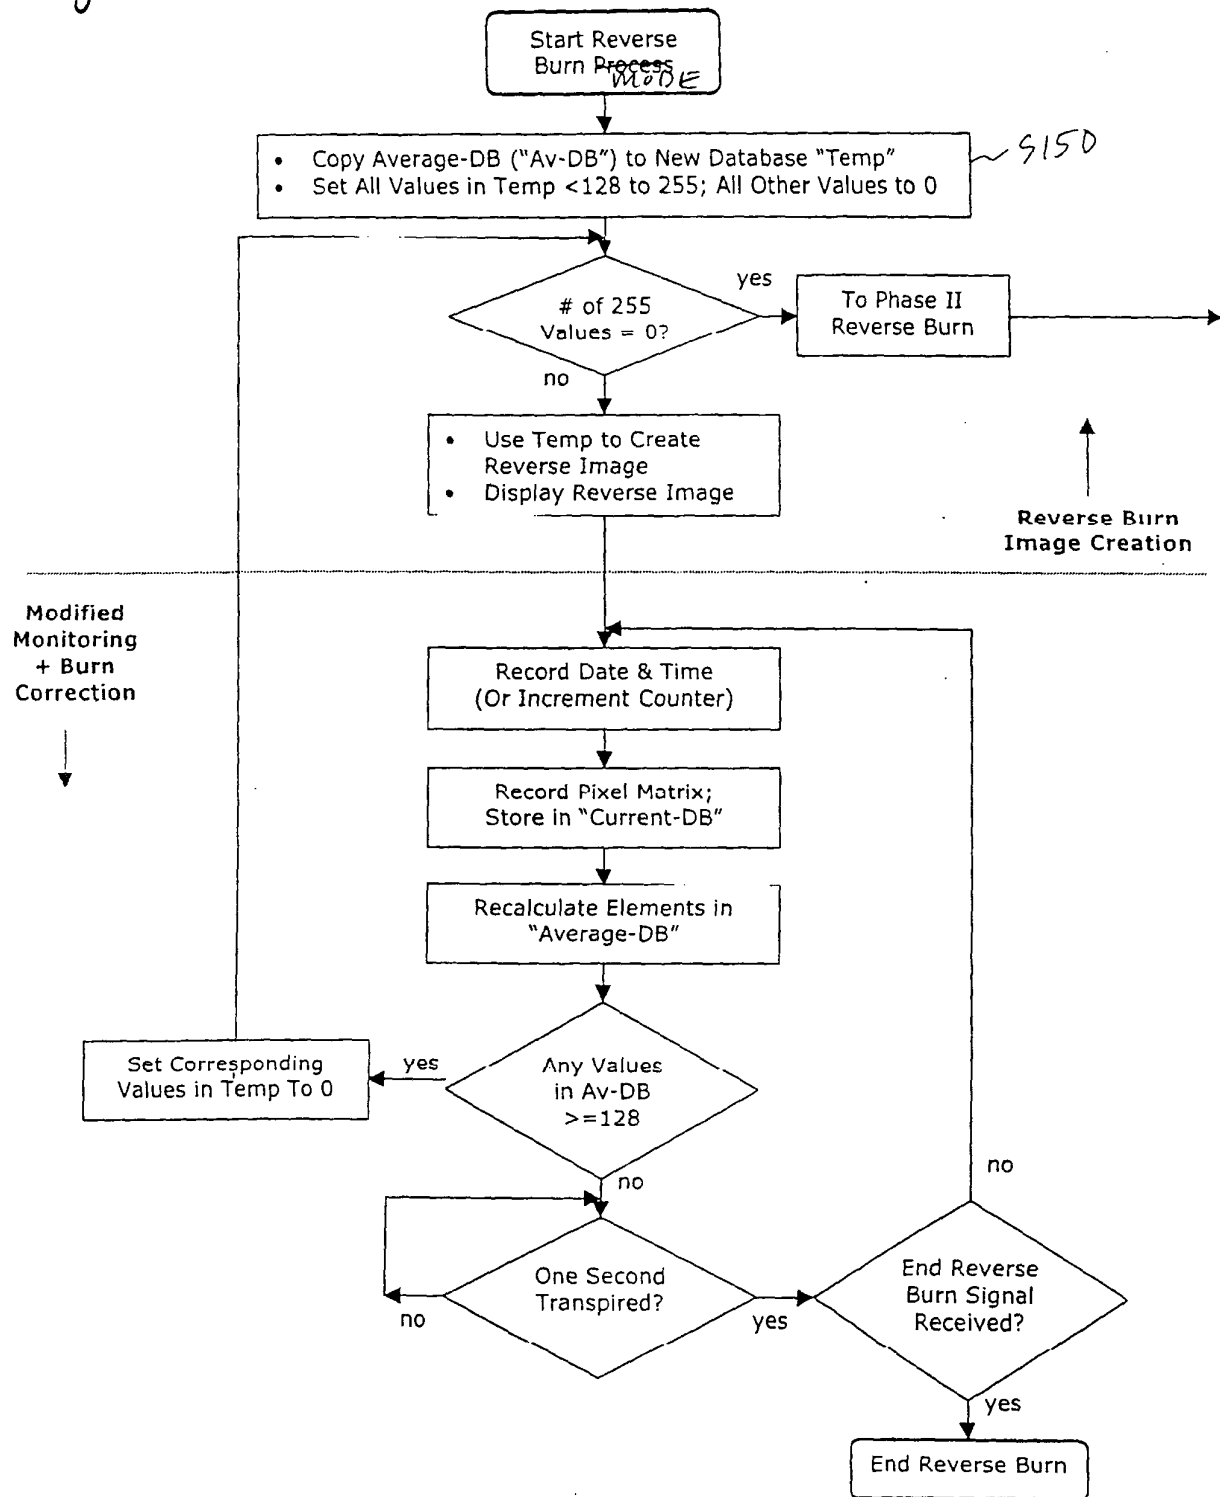 Start Reverse
Burn Process
MODE
• Copy Average-DB ("Av-DB") to New Database "Temp"
• Set All Values in Temp <128 to 255; All Other Values to 0
S150
# of 255
Values = 0?
yes
To Phase II
Reverse Burn
no
• Use Temp to Create
Reverse Image
• Display Reverse Image
Reverse Burn
Image Creation
Modified
Monitoring
+ Burn
Correction
Record Date & Time
(Or Increment Counter)
Record Pixel Matrix;
Store in "Current-DB"
Recalculate Elements in
"Average-DB"
Any Values
in Av-DB
>=128
yes
Set Corresponding
Values in Temp To 0
no
One Second
Transpired?
no
yes
End Reverse
Burn Signal
Received?
no
yes
End Reverse Burn